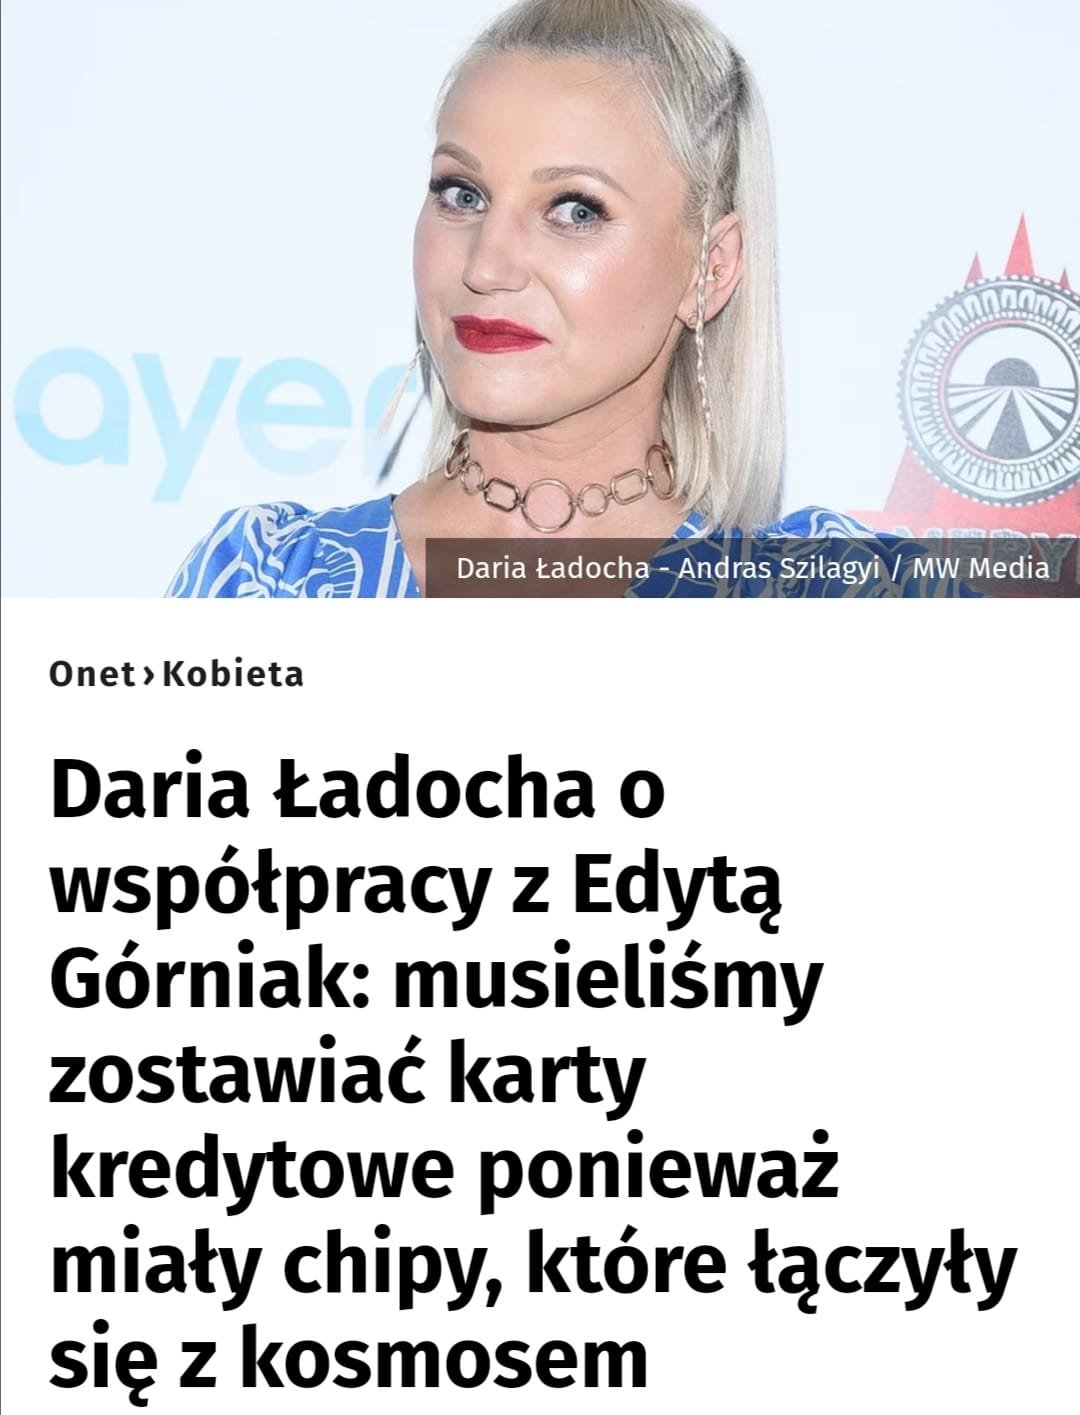 ayer
Daria Ładocha - Andras Szilagyi / MW Media
Onet › Kobieta
Daria Ładocha o
współpracy z Edytą
Górniak: musieliśmy
zostawiać karty
kredytowe ponieważ
miały chipy, które łączyły
się z kosmosem